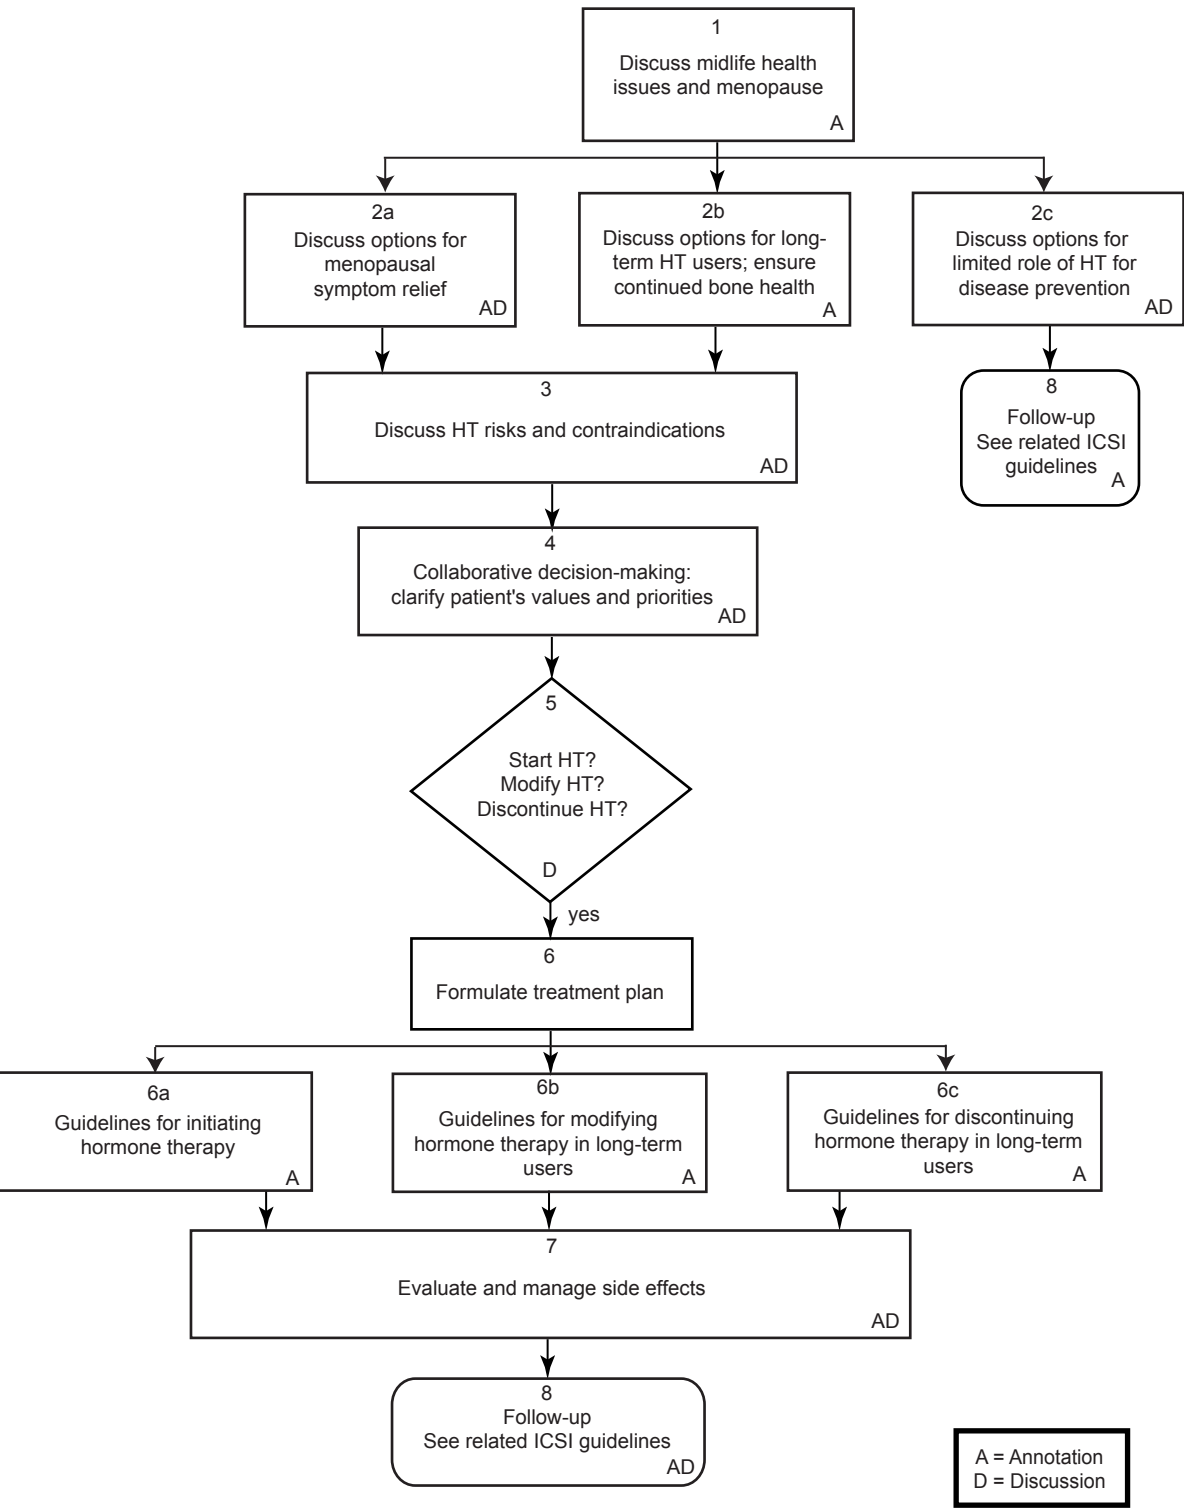 1
Discuss midlife health
issues and menopause
A
2a
Discuss options for
menopausal
symptom relief
AD
2b
Discuss options for long-
term HT users; ensure
continued bone health
A
2c
Discuss options for
limited role of HT for
disease prevention
AD
3
Discuss HT risks and contraindications
AD
8
Follow-up
See related ICSI
guidelines
A
4
Collaborative decision-making:
clarify patient's values and priorities
AD
5
Start HT?
Modify HT?
Discontinue HT?
D
yes
6
Formulate treatment plan
6a
Guidelines for initiating
hormone therapy
A
6b
Guidelines for modifying
hormone therapy in long-term
users
A
6c
Guidelines for discontinuing
hormone therapy in long-term
users
A
7
Evaluate and manage side effects
AD
8
Follow-up
See related ICSI guidelines
AD
A = Annotation
D = Discussion